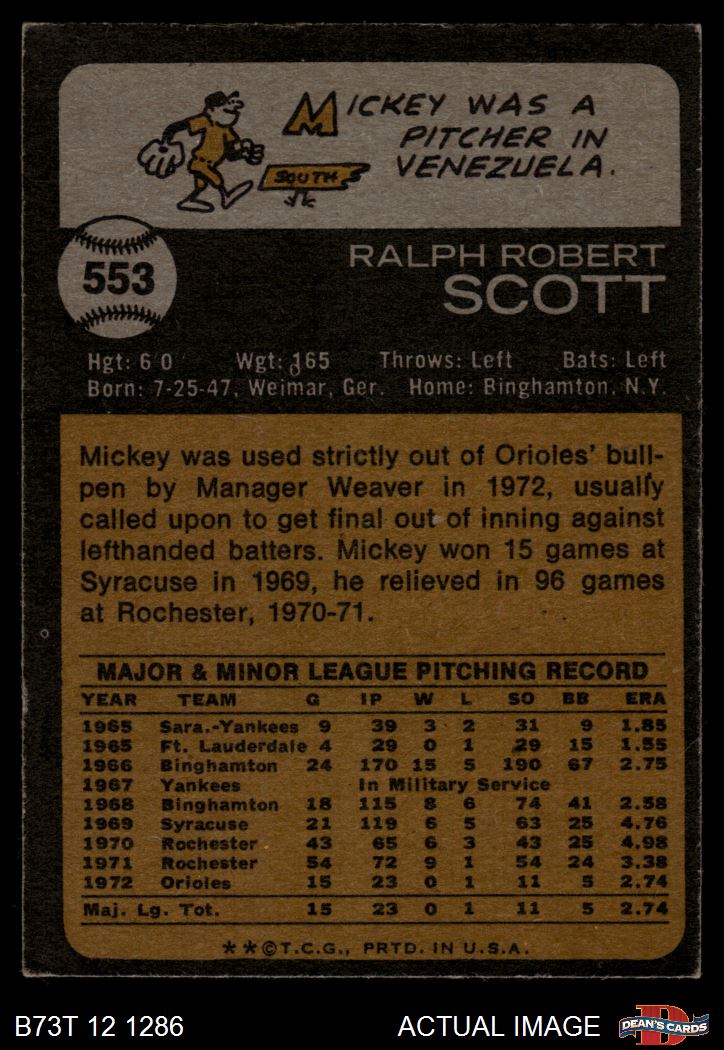 MICKEY WAS A
PITCHER IN
VENEZUELA.
SOUTH
553
RALPH ROBERT
SCOTT
Hgt: 6 0 Wgt: 165 Throws: Left Bats: Left
Born: 7-25-47, Weimar, Ger. Home: Binghamton, N.Y.
Mickey was used strictly out of Orioles' bull-
pen by Manager Weaver in 1972, usually
called upon to get final out of inning against
lefthanded batters. Mickey won 15 games at
Syracuse in 1969, he relieved in 96 games
at Rochester, 1970-71.
MAJOR & MINOR LEAGUE PITCHING RECORD
YEAR TEAM G IP W L SO BB ERA
1965 Sara.-Yankees 9 39 3 2 31 9 1.85
1965 Ft. Lauderdale 4 29 0 1 29 15 1.55
1966 Binghamton 24 170 15 5 190 67 2.75
1967 Yankees In Military Service
1968 Binghamton 18 115 8 6 74 41 2.58
1969 Syracuse 21 119 6 5 63 25 4.76
1970 Rochester 43 65 6 3 43 25 4.98
1971 Rochester 54 72 9 1 54 24 3.38
1972 Orioles 15 23 0 1 11 5 2.74
Maj. Lg. Tot. 15 23 0 1 11 5 2.74
**©T.C.G., PRTD. IN U.S.A.
B73T 12 1286 ACTUAL IMAGE
D
DEAN'S CARDS